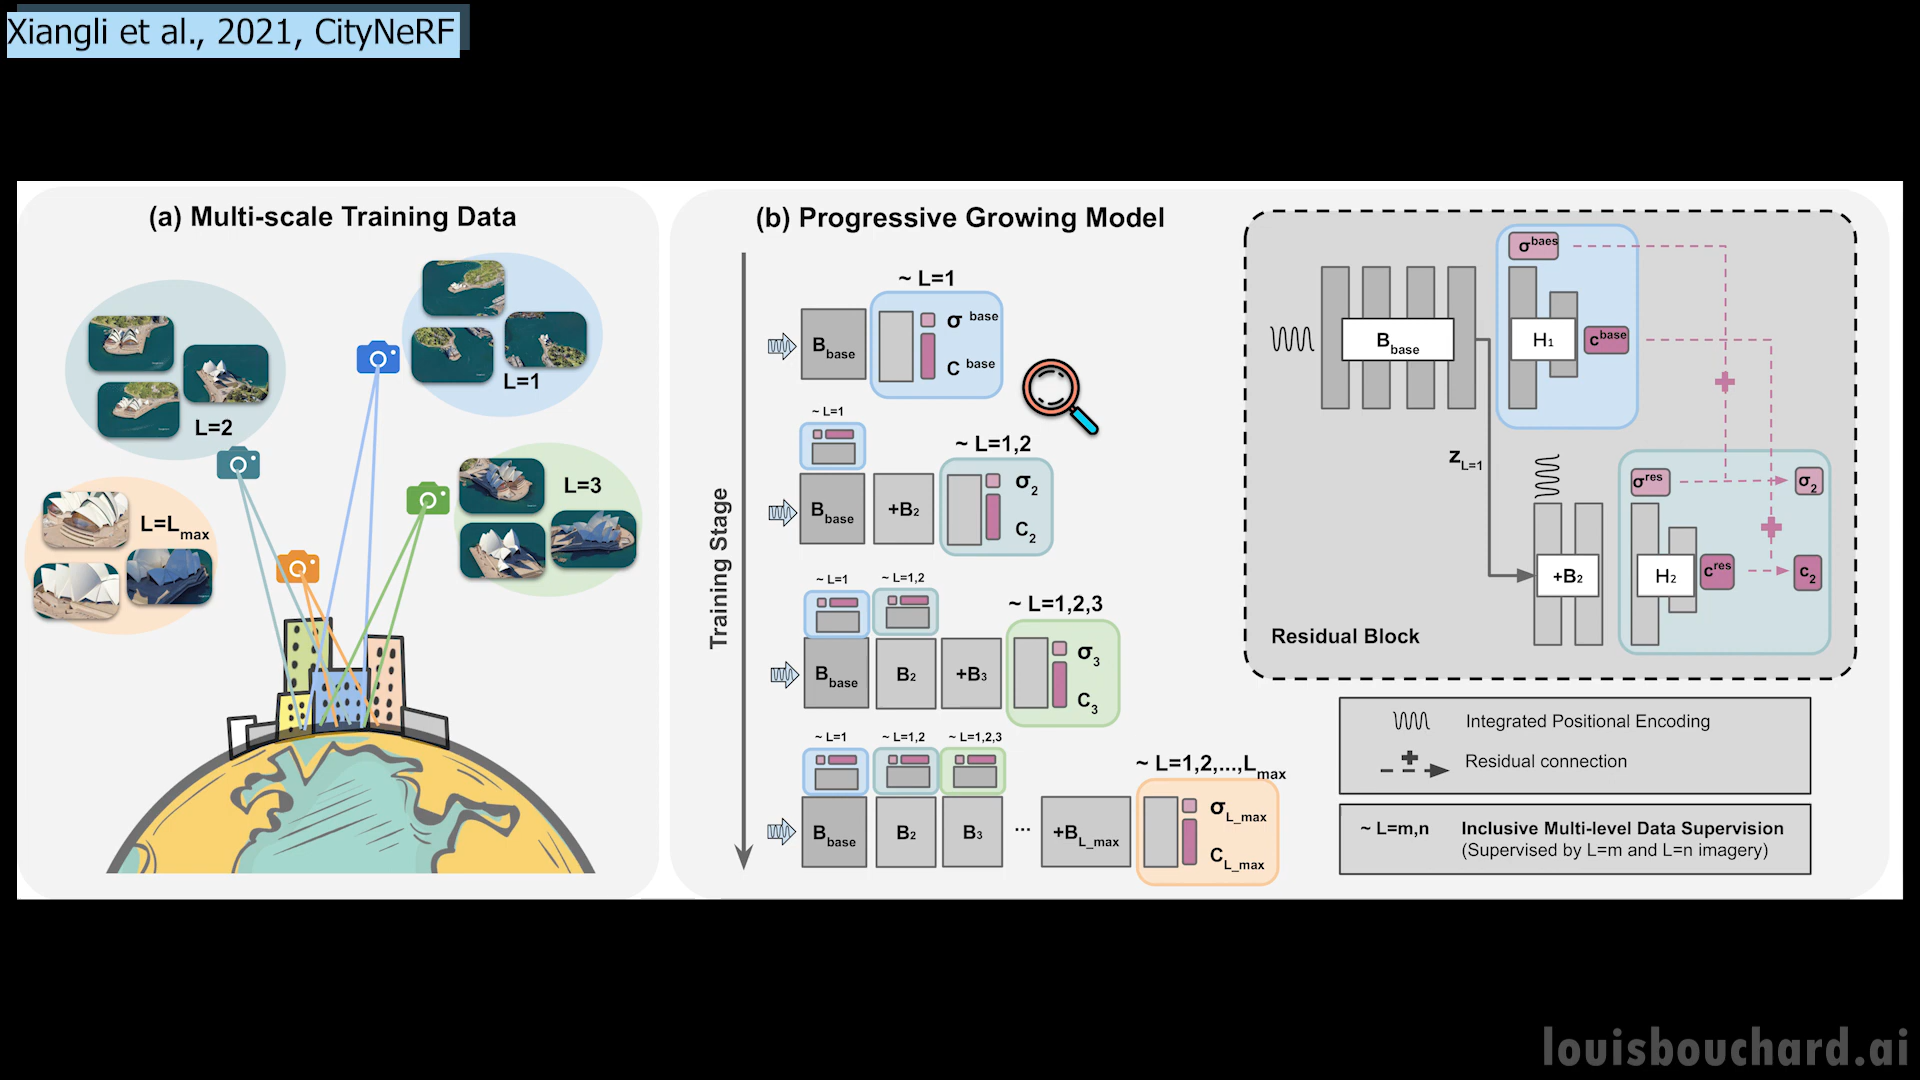 Xiangli et al., 2021, CityNeRF
(a) Multi-scale Training Data
L=1
L=2
L=3
L=Lmax
(b) Progressive Growing Model
Training Stage
~ L=1
Bbase
σ base
C base
~ L=1
~ L=1,2
Bbase
+B2
σ2
C2
~ L=1
~ L=1,2
~ L=1,2,3
Bbase
B2
+B3
σ3
C3
~ L=1
~ L=1,2
~ L=1,2,3
~ L=1,2,...,Lmax
Bbase
B2
B3
...
+BL_max
σL_max
CL_max
σbaes
Bbase
H1
cbase
zL=1
σres
σ2
+B2
H2
cres
c2
Residual Block
Integrated Positional Encoding
Residual connection
~ L=m,n
Inclusive Multi-level Data Supervision
(Supervised by L=m and L=n imagery)
louisbouchard.ai